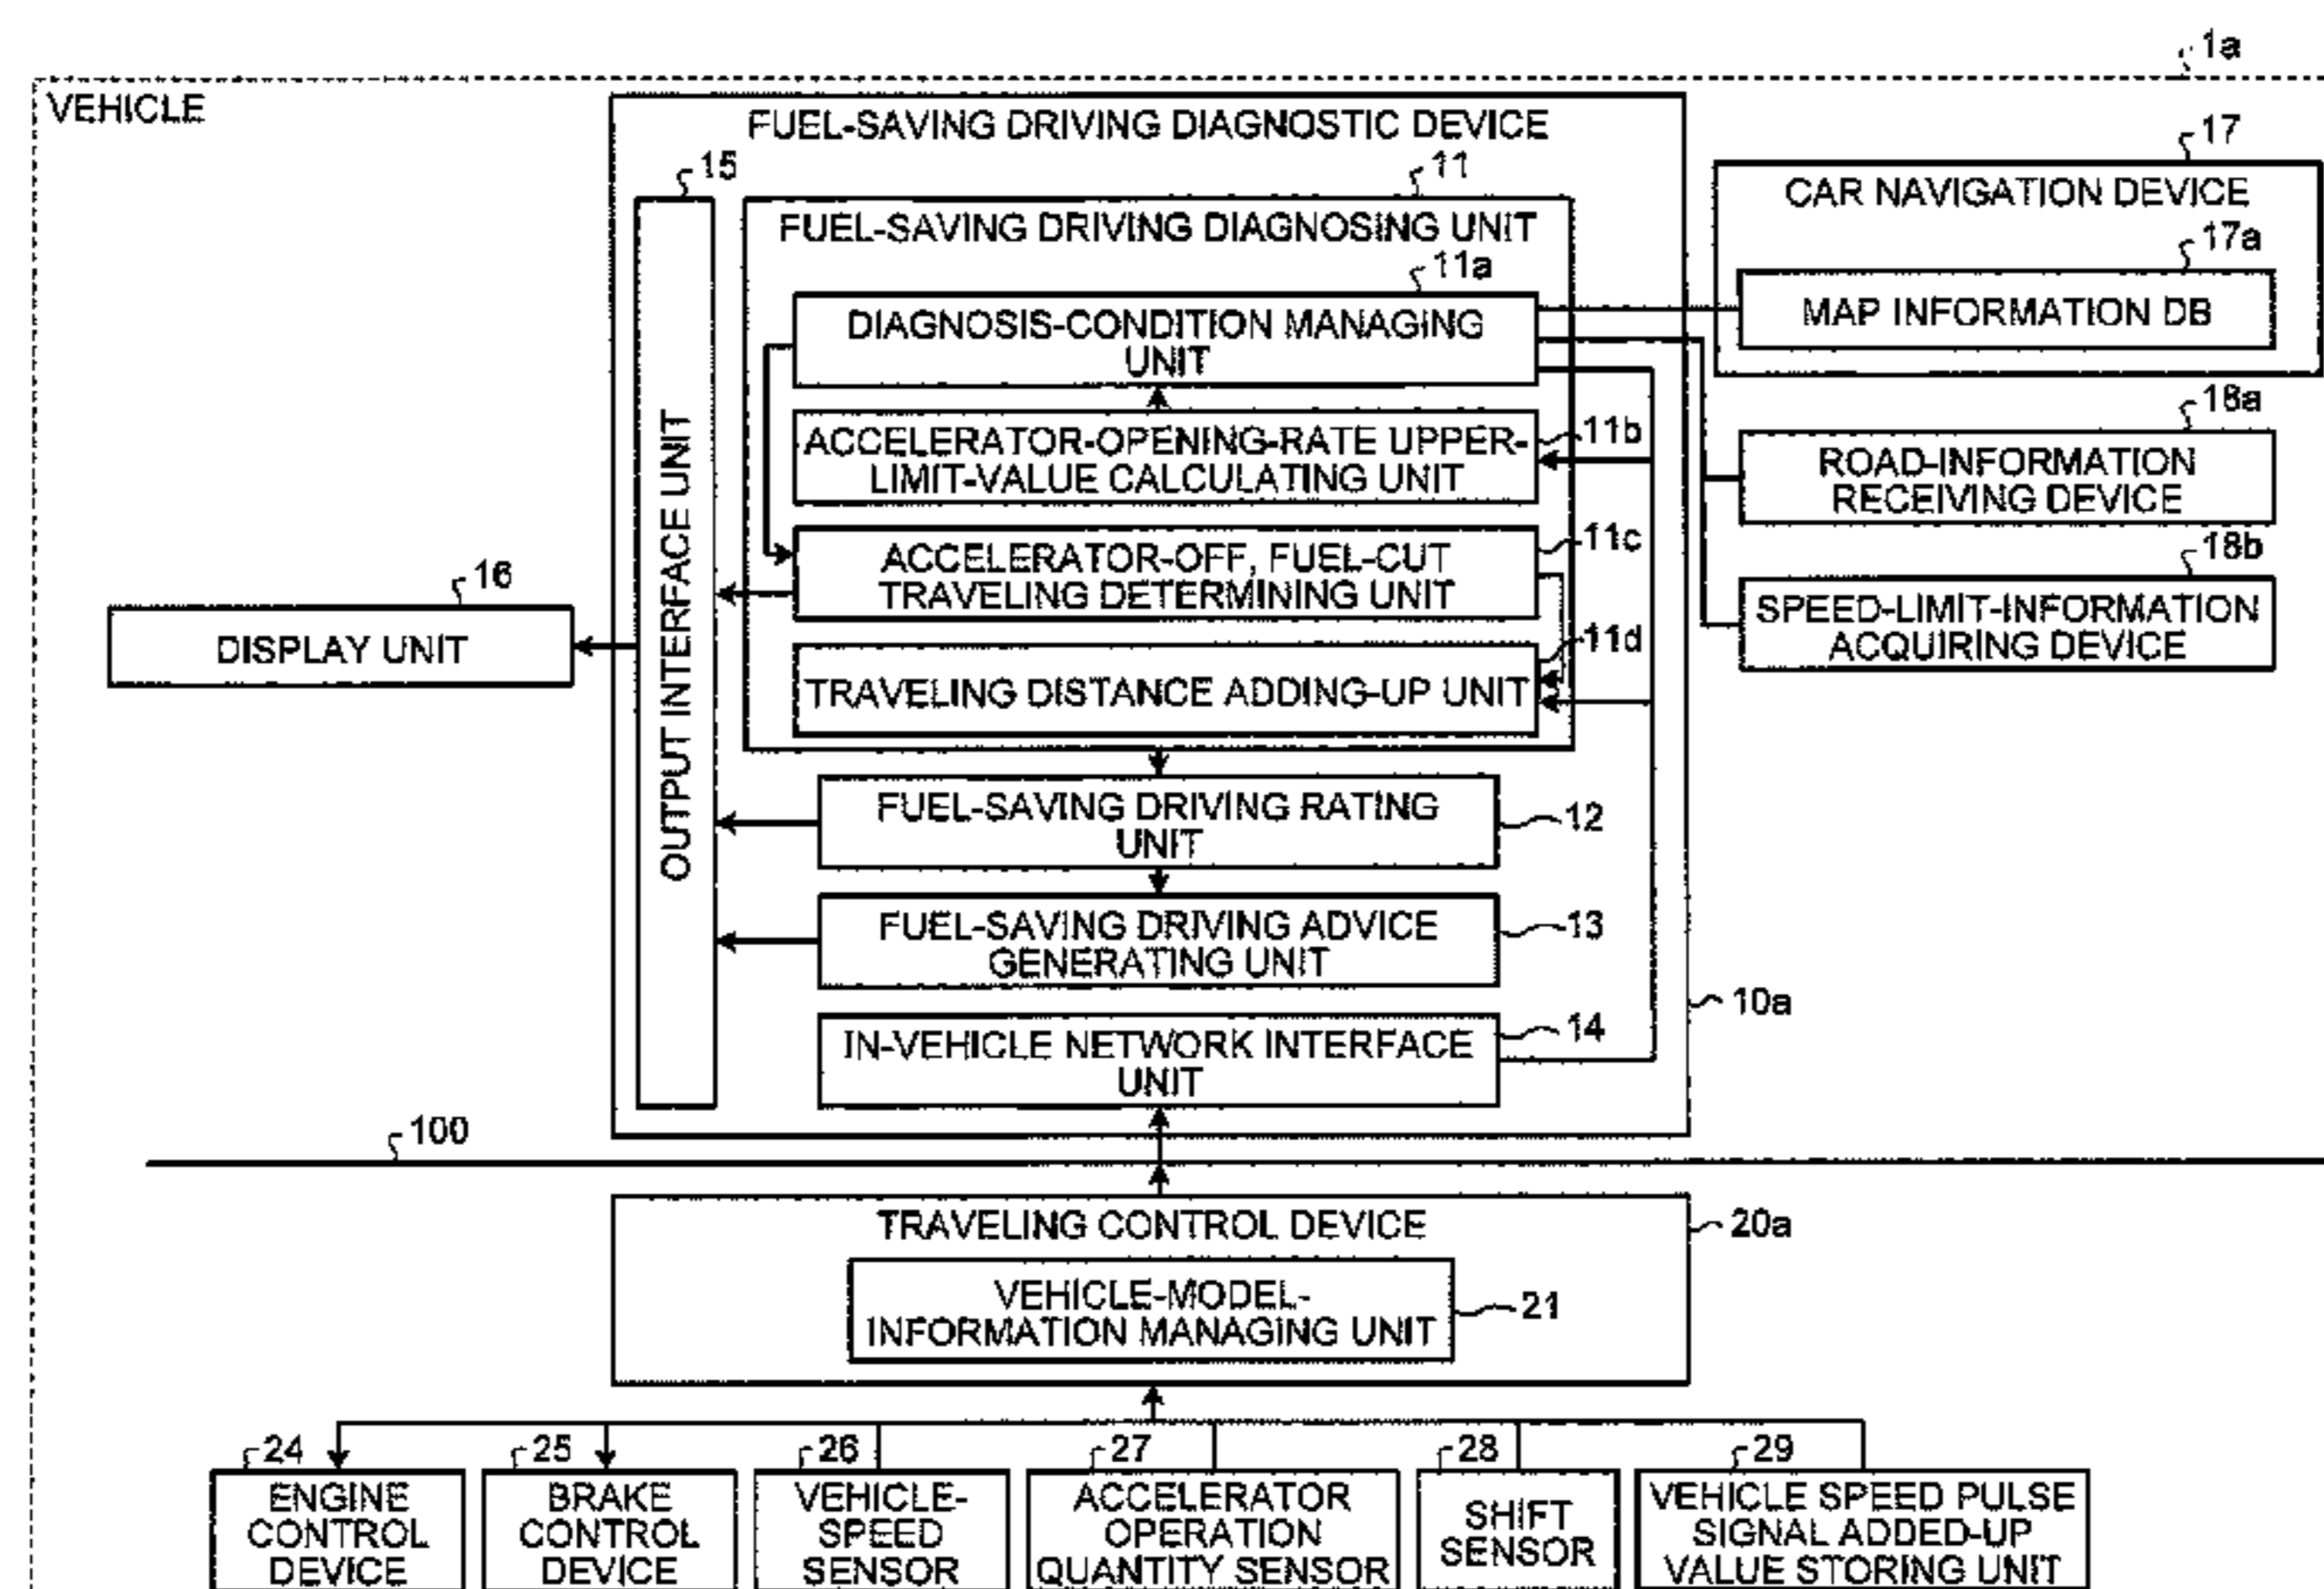 1a
VEHICLE
FUEL-SAVING DRIVING DIAGNOSTIC DEVICE
15
11
FUEL-SAVING DRIVING DIAGNOSING UNIT
11a
DIAGNOSIS-CONDITION MANAGING
UNIT
ACCELERATOR-OPENING-RATE UPPER-
LIMIT-VALUE CALCULATING UNIT
11b
ACCELERATOR-OFF, FUEL-CUT
TRAVELING DETERMINING UNIT
11c
TRAVELING DISTANCE ADDING-UP UNIT
11d
OUTPUT INTERFACE UNIT
16
DISPLAY UNIT
17
CAR NAVIGATION DEVICE
17a
MAP INFORMATION DB
18a
ROAD-INFORMATION
RECEIVING DEVICE
18b
SPEED-LIMIT-INFORMATION
ACQUIRING DEVICE
FUEL-SAVING DRIVING RATING
UNIT
12
FUEL-SAVING DRIVING ADVICE
GENERATING UNIT
13
IN-VEHICLE NETWORK INTERFACE
UNIT
14
10a
100
TRAVELING CONTROL DEVICE
20a
VEHICLE-MODEL-
INFORMATION MANAGING UNIT
21
24
ENGINE
CONTROL
DEVICE
25
BRAKE
CONTROL
DEVICE
26
VEHICLE-
SPEED
SENSOR
27
ACCELERATOR
OPERATION
QUANTITY SENSOR
28
SHIFT
SENSOR
29
VEHICLE SPEED PULSE
SIGNAL ADDED-UP
VALUE STORING UNIT